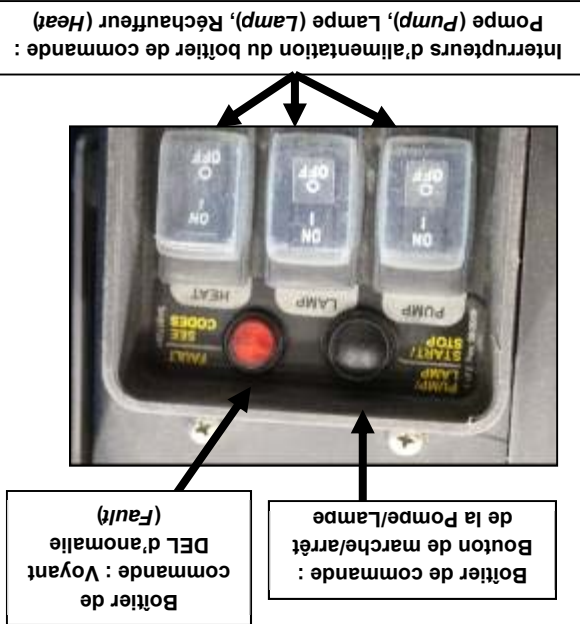 Boîtier de commande :
Bouton de marche/arrêt
de la Pompe/Lampe
Boîtier de
commande : Voyant
DEL d’anomalie
(Fault)
PUMP/
LAMP
START/
STOP
FAULT
SEE
CODES
PUMP
LAMP
HEAT
ON
I
O
OFF
ON
I
O
OFF
ON
I
O
OFF
Interrupteurs d’alimentation du boîtier de commande :
Pompe (Pump), Lampe (Lamp), Réchauffeur (Heat)